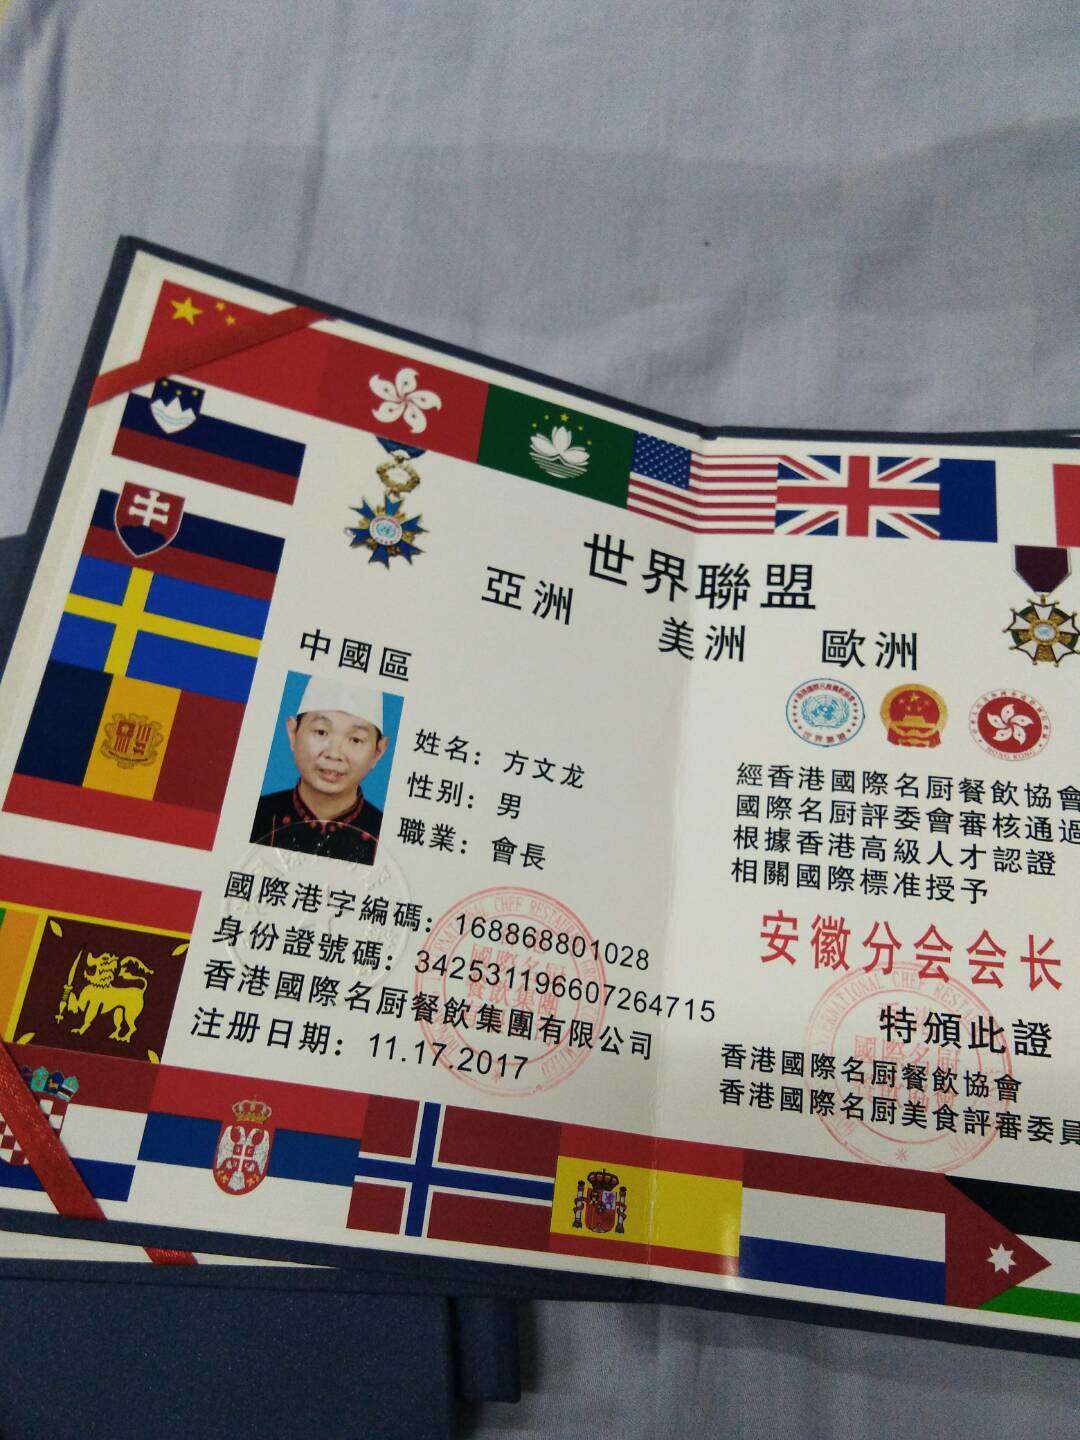 世界聯盟
亞洲 美洲 歐洲
中國區
姓名：方文龙
性别：男
職業：會長
國際港字編碼：168868801028
身份證號碼：342531196607264715
香港國際名厨餐飲集團有限公司
注册日期：11.17.2017
經香港國際名厨餐飲協會
國際名厨評委會審核通過
根據香港高級人才認證
相關國際標准授予
安徽分会会长
特頒此證
香港國際名厨餐飲協會
香港國際名厨美食評審委員